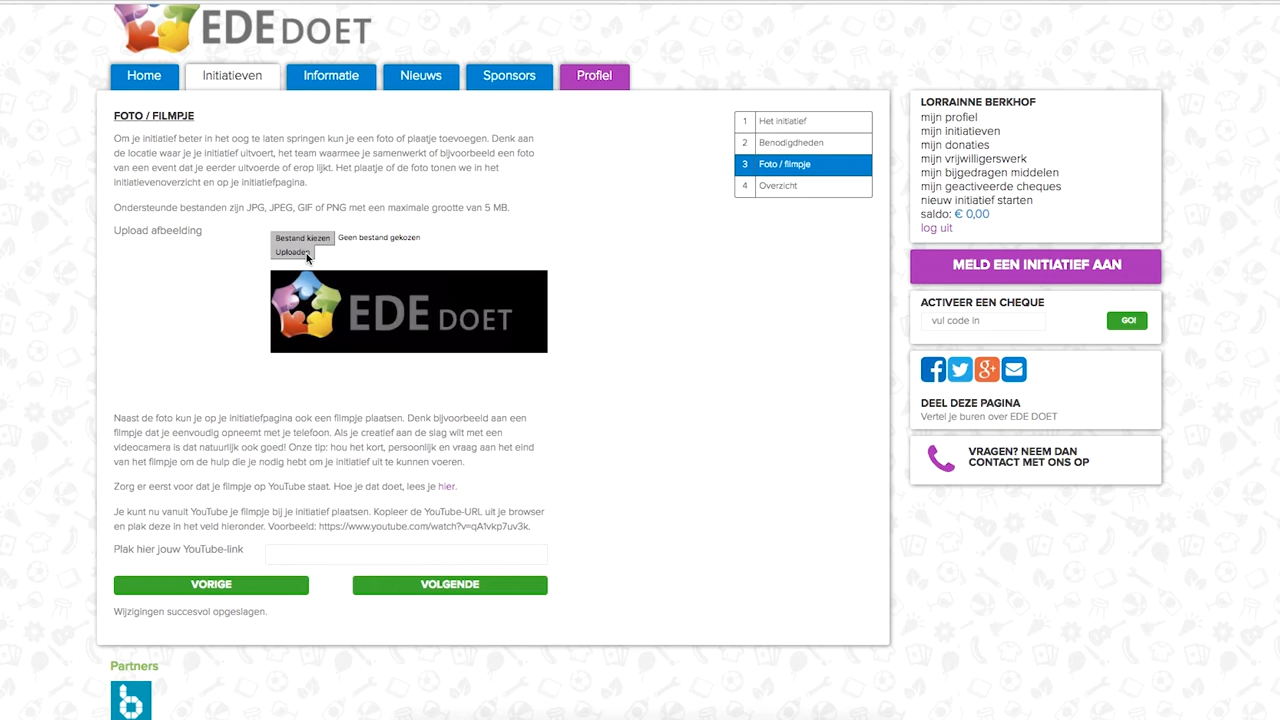 EDE DOET
Home
Initiatieven
Informatie
Nieuws
Sponsors
Profiel
FOTO / FILMPJE
Om je initiatief beter in het oog te laten springen kun je een foto of plaatje toevoegen. Denk aan
de locatie waar je je initiatief uitvoert, het team waarmee je samenwerkt of bijvoorbeeld een foto
van een event dat je eerder uitvoerde of erop lijkt. Het plaatje of de foto tonen we in het
initiatievenoverzicht en op je initiatiefpagina.
Ondersteunde bestanden zijn JPG, JPEG, GIF of PNG met een maximale grootte van 5 MB.
Upload afbeelding
Bestand kiezen Geen bestand gekozen
Uploaden
EDE DOET
Naast de foto kun je op je initiatiefpagina ook een filmpje plaatsen. Denk bijvoorbeeld aan een
filmpje dat je eenvoudig opneemt met je telefoon. Als je creatief aan de slag wilt met een
videocamera is dat natuurlijk ook goed! Onze tip: hou het kort, persoonlijk en vraag aan het eind
van het filmpje om de hulp die je nodig hebt om je initiatief uit te kunnen voeren.
Zorg er eerst voor dat je filmpje op YouTube staat. Hoe je dat doet, lees je hier.
Je kunt nu vanuit YouTube je filmpje bij je initiatief plaatsen. Kopieer de YouTube-URL uit je browser
en plak deze in het veld hieronder. Voorbeeld: https://www.youtube.com/watch?v=qA1vkp7uv3k.
Plak hier jouw YouTube-link
VORIGE
VOLGENDE
Wijzigingen succesvol opgeslagen.
1 Het initiatief
2 Benodigdheden
3 Foto / filmpje
4 Overzicht
LORRAINNE BERKHOF
mijn profiel
mijn initiatieven
mijn donaties
mijn vrijwilligerswerk
mijn bijgedragen middelen
mijn geactiveerde cheques
nieuw initiatief starten
saldo: € 0,00
log uit
MELD EEN INITIATIEF AAN
ACTIVEER EEN CHEQUE
vul code in
GO!
DEEL DEZE PAGINA
Vertel je buren over EDE DOET
VRAGEN? NEEM DAN
CONTACT MET ONS OP
Partners